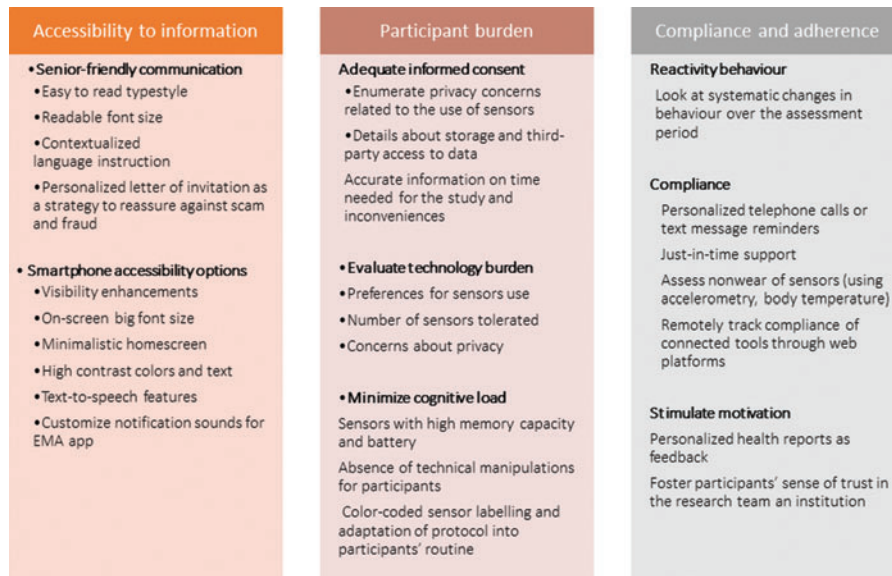 Accessibility to information
• Senior-friendly communication
• Easy to read typestyle
• Readable font size
• Contextualized
language instruction
• Personalized letter of invitation as
a strategy to reassure against scam
and fraud
• Smartphone accessibility options
• Visibility enhancements
• On-screen big font size
• Minimalistic homescreen
• High contrast colors and text
• Text-to-speech features
• Customize notification sounds for
EMA app
Participant burden
Adequate informed consent
• Enumerate privacy concerns
related to the use of sensors
• Details about storage and third-
party access to data
Accurate information on time
needed for the study and
inconveniences
• Evaluate technology burden
• Preferences for sensors use
• Number of sensors tolerated
• Concerns about privacy
• Minimize cognitive load
Sensors with high memory capacity
and battery
Absence of technical manipulations
for participants
Color-coded sensor labelling and
adaptation of protocol into
participants' routine
Compliance and adherence
Reactivity behaviour
Look at systematic changes in
behaviour over the assessment
period
Compliance
Personalized telephone calls or
text message reminders
Just-in-time support
Assess nonwear of sensors (using
accelerometry, body temperature)
Remotely track compliance of
connected tools through web
platforms
Stimulate motivation
Personalized health reports as
feedback
Foster participants' sense of trust in
the research team an institution